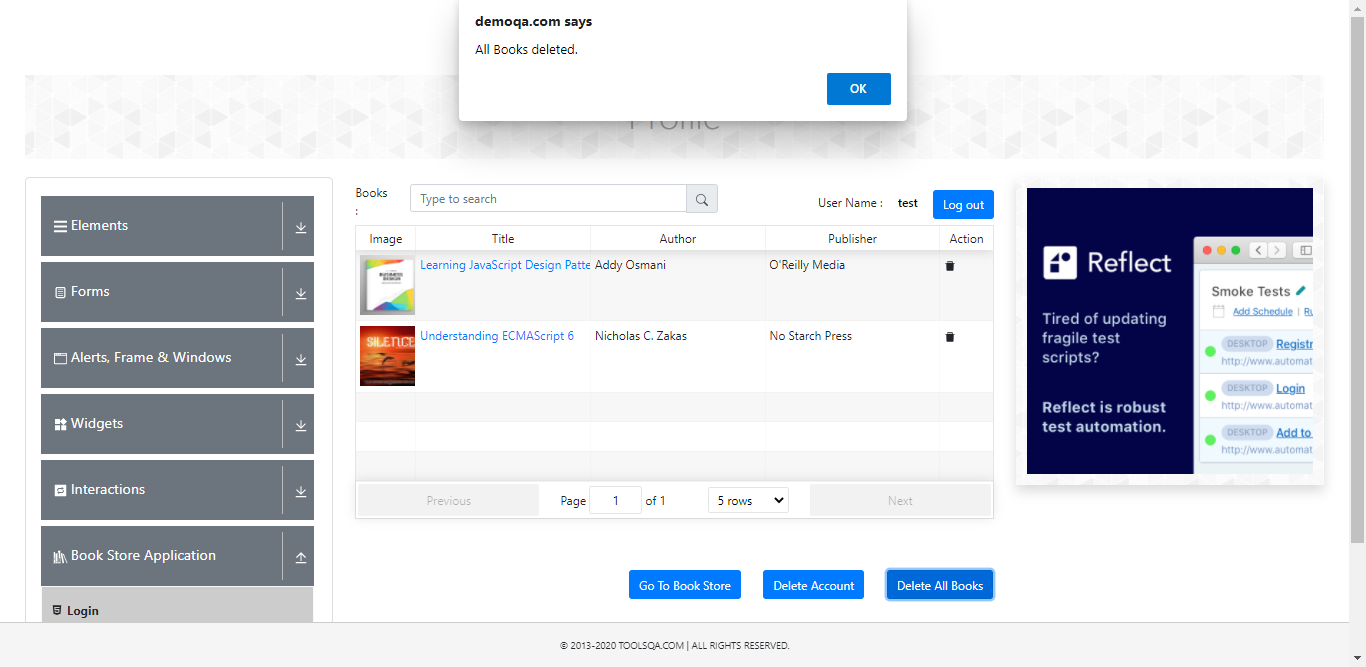 demoqa.com says
All Books deleted.
OK
Elements
Forms
Alerts, Frame & Windows
Widgets
Interactions
Book Store Application
Login
Books
:
Type to search
User Name :
test
Log out
Image Title Author Publisher Action
Learning JavaScript Design Patte Addy Osmani O'Reilly Media
SILENCE
Understanding ECMAScript 6 Nicholas C. Zakas No Starch Press
Previous
Page 1 of 1
5 rows
Next
Go To Book Store
Delete Account
Delete All Books
Reflect
Tired of updating
fragile test
scripts?
Reflect is robust
test automation.
Smoke Tests
Add Schedule | Ru
DESKTOP Registr
http://www.automat
DESKTOP Login
http://www.automat
DESKTOP Add to
http://www.automat
© 2013-2020 TOOLSQA.COM | ALL RIGHTS RESERVED.